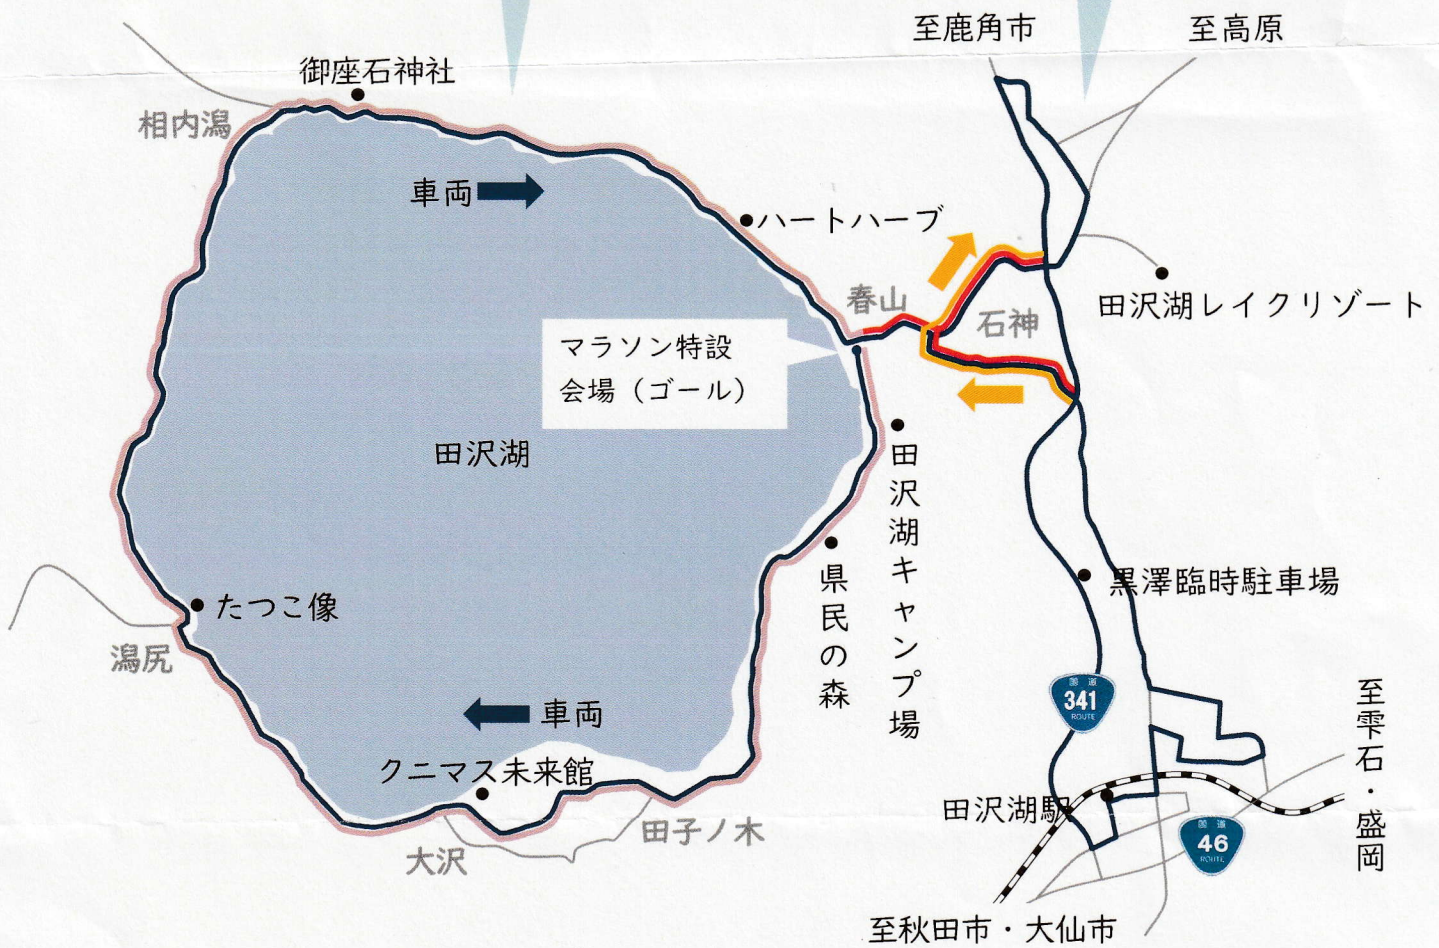 至鹿角市
至高原
御座石神社
相内潟
車両
ハートハーブ
春山
石神
田沢湖レイクリゾート
マラソン特設
会場（ゴール）
田沢湖
田沢湖キャンプ場
県民の森
黒澤臨時駐車場
たつこ像
潟尻
国道
341
ROUTE
車両
クニマス未来館
至雫石・盛岡
田沢湖駅
国道
46
ROUTE
田子ノ木
大沢
至秋田市・大仙市